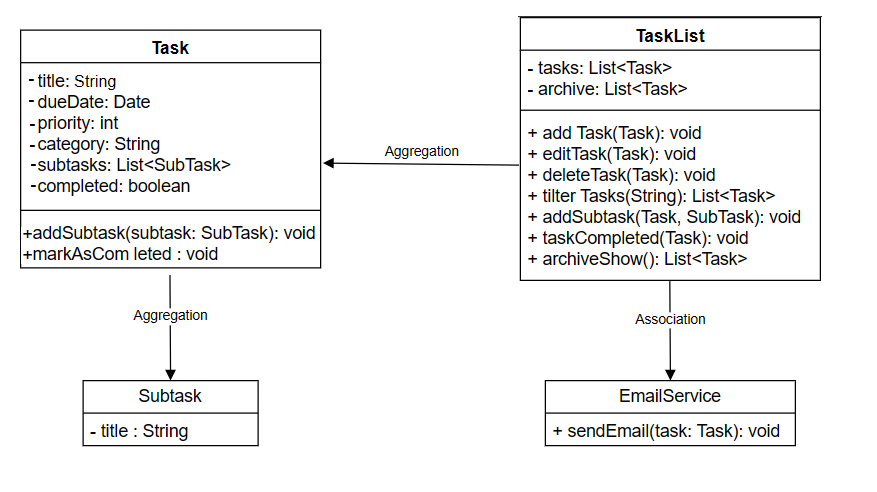 Task
- title: String
- dueDate: Date
- priority: int
- category: String
- subtasks: List<SubTask>
- completed: boolean
+addSubtask(subtask: SubTask): void
+markAsCom leted : void
Aggregation
TaskList
- tasks: List<Task>
- archive: List<Task>
+ add Task(Task): void
+ editTask(Task): void
+ deleteTask(Task): void
+ tilter Tasks(String): List<Task>
+ addSubtask(Task, SubTask): void
+ taskCompleted(Task): void
+ archiveShow(): List<Task>
Aggregation
Association
Subtask
- title : String
EmailService
+ sendEmail(task: Task): void